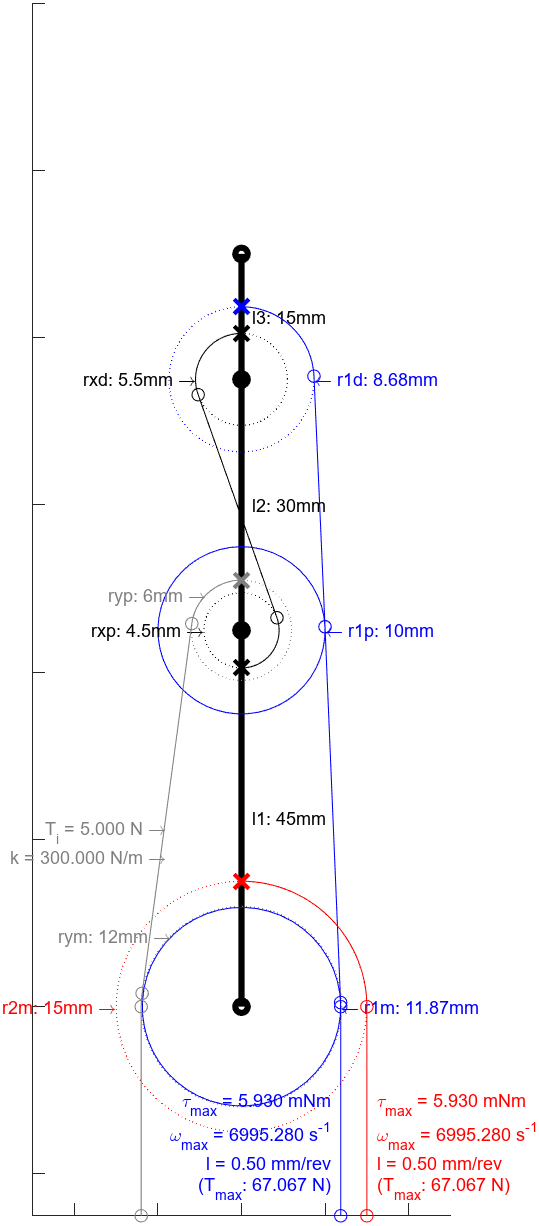 l3: 15mm
rxd: 5.5mm
r1d: 8.68mm
l2: 30mm
ryp: 6mm
rxp: 4.5mm
r1p: 10mm
l1: 45mm
T_i = 5.000 N
k = 300.000 N/m
rym: 12mm
r2m: 15mm
r1m: 11.87mm
τ_max = 5.930 mNm
ω_max = 6995.280 s^-1
l = 0.50 mm/rev
(T_max: 67.067 N)
τ_max = 5.930 mNm
ω_max = 6995.280 s^-1
l = 0.50 mm/rev
(T_max: 67.067 N)